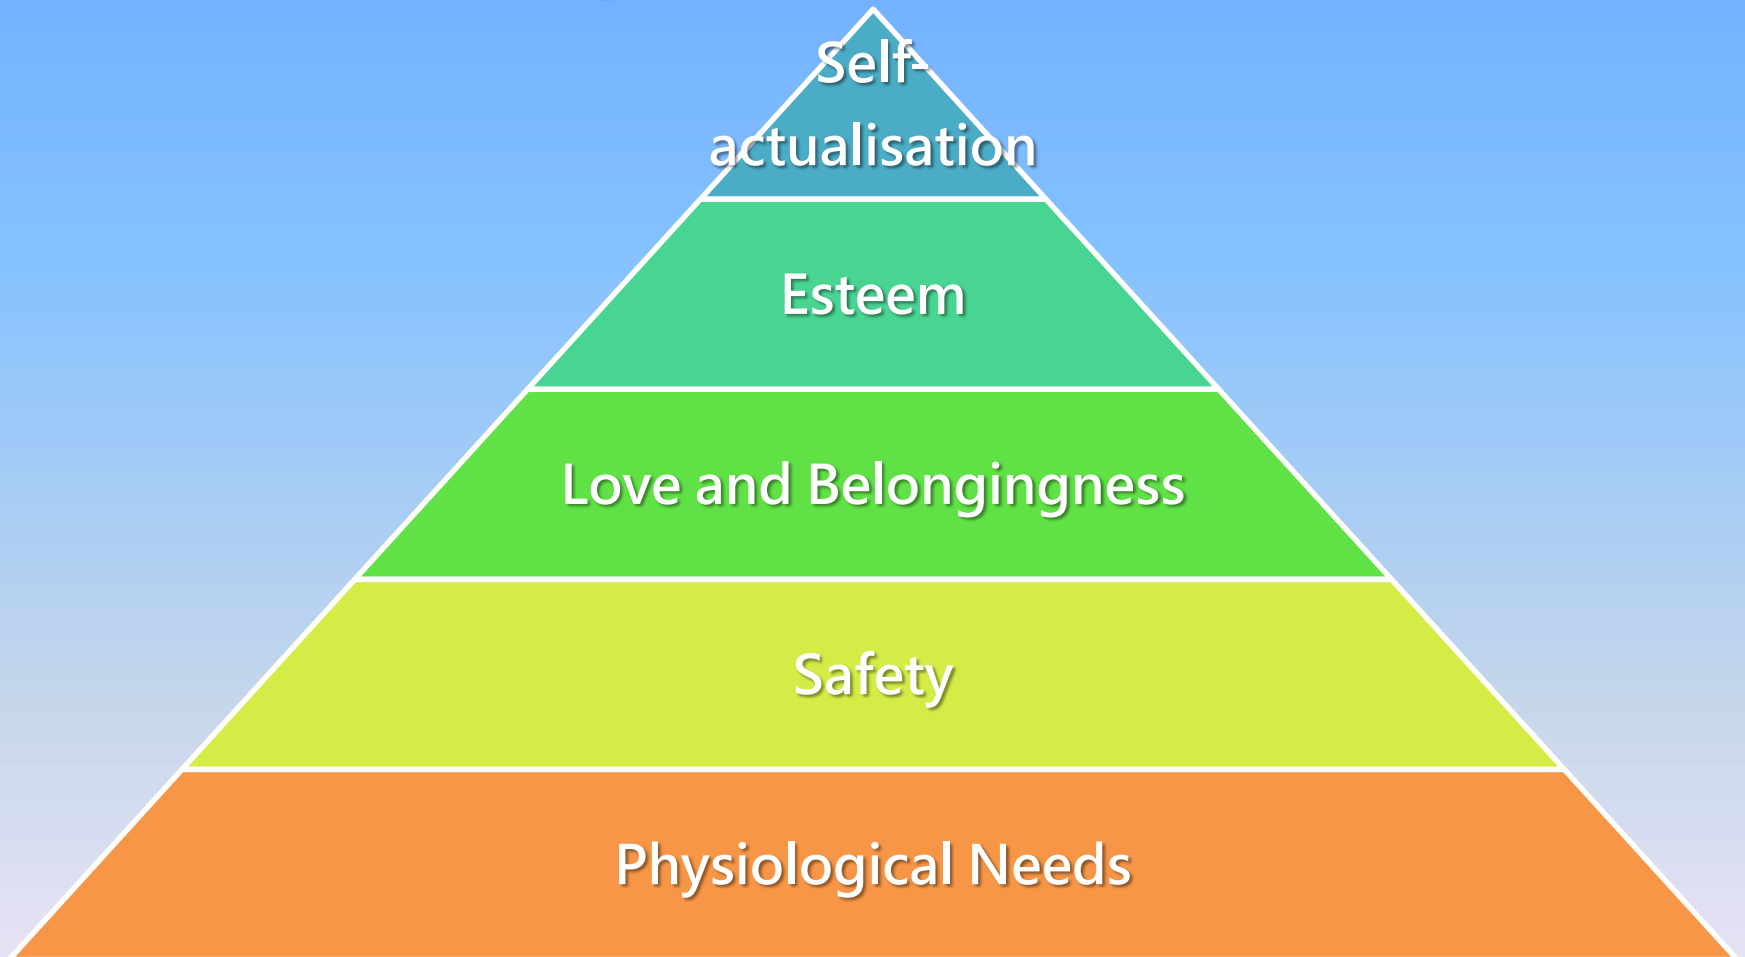 Self-
actualisation
Esteem
Love and Belongingness
Safety
Physiological Needs